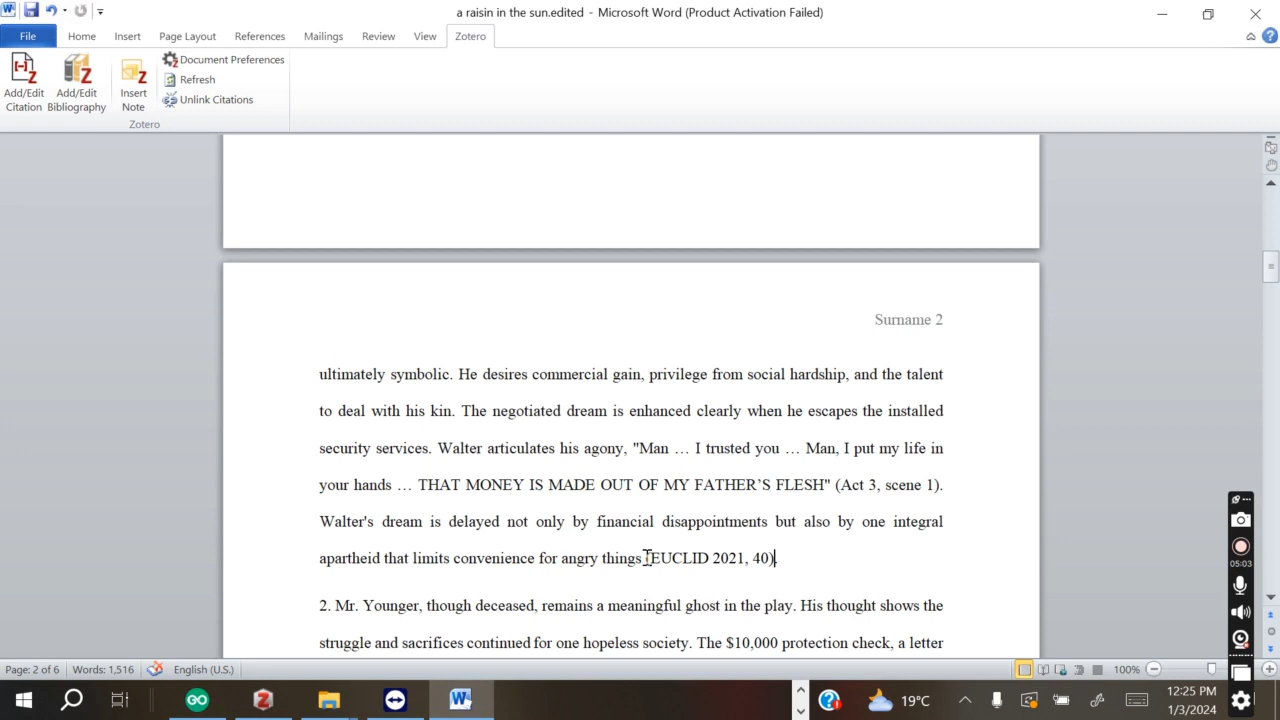 a raisin in the sun.edited - Microsoft Word (Product Activation Failed)
File Home Insert Page Layout References Mailings Review View Zotero
Add/Edit Citation
Add/Edit Bibliography
Insert Note
Document Preferences
Refresh
Unlink Citations
Zotero
Surname 2
ultimately symbolic. He desires commercial gain, privilege from social hardship, and the talent
to deal with his kin. The negotiated dream is enhanced clearly when he escapes the installed
security services. Walter articulates his agony, "Man … I trusted you … Man, I put my life in
your hands … THAT MONEY IS MADE OUT OF MY FATHER’S FLESH" (Act 3, scene 1).
Walter's dream is delayed not only by financial disappointments but also by one integral
apartheid that limits convenience for angry things (EUCLID 2021, 40).
2. Mr. Younger, though deceased, remains a meaningful ghost in the play. His thought shows the
struggle and sacrifices continued for one hopeless society. The $10,000 protection check, a letter
05:03
Page: 2 of 6 Words: 1,516 English (U.S.) 100%
19°C
12:25 PM
1/3/2024